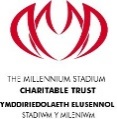 THE MILLENNIUM STADIUM
CHARITABLE TRUST
YMDDIRIEDOLAETH ELUSENNOL
STADIWM Y MILENIWM